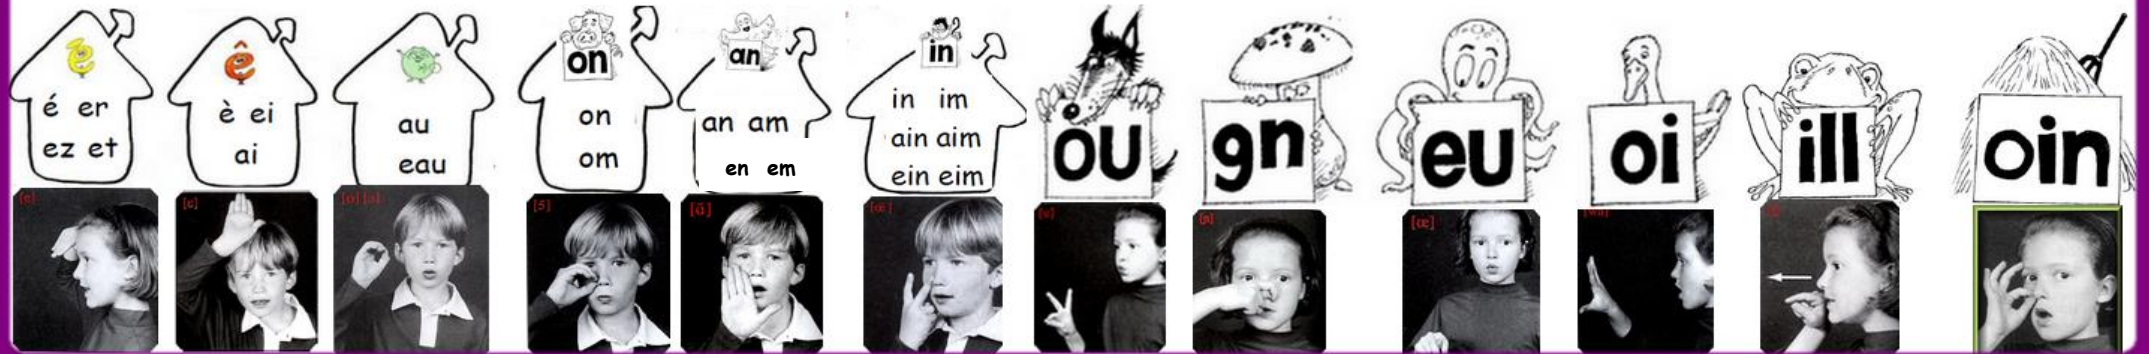 é
é er
ez et
[e]
ê
è ei
ai
[ɛ]
au
eau
[o] [ɔ]
on
on
om
[ɔ̃]
an
an am
en em
[ɑ̃]
in
in im
ain aim
ein eim
ou
[u]
gn
[ɲ]
eu
[œ]
oi
[wa]
ill
oin